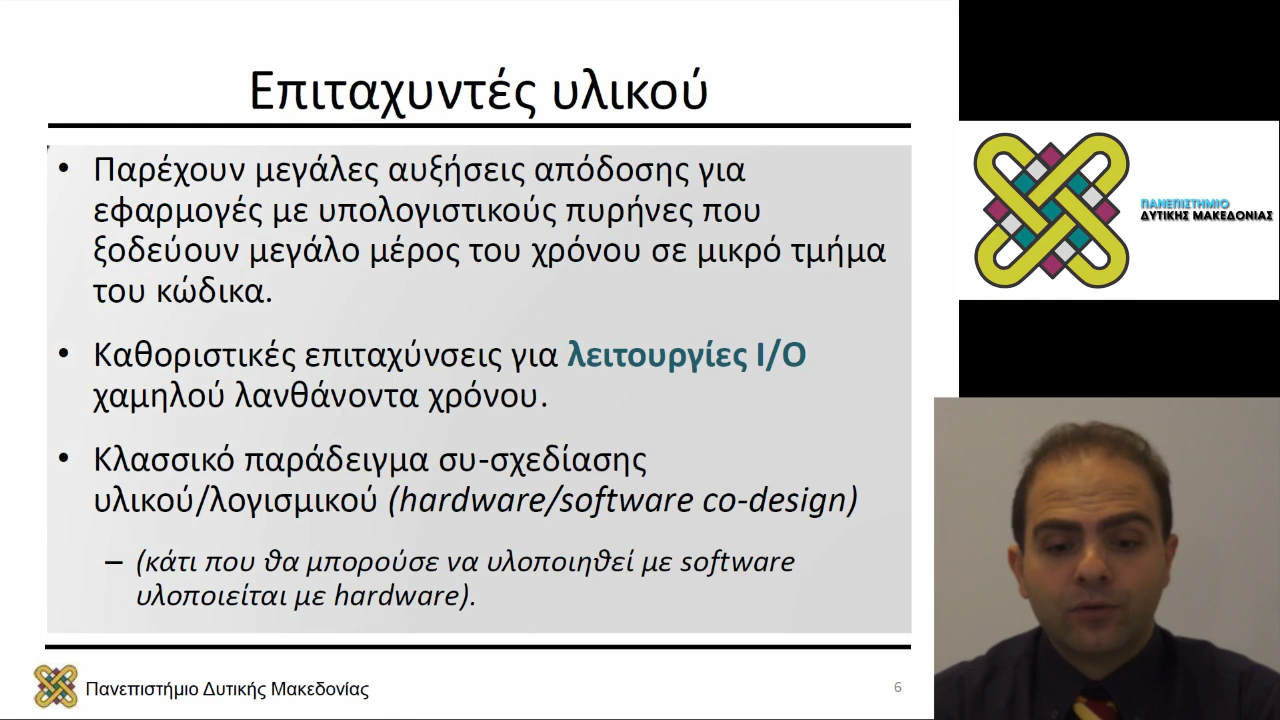 Επιταχυντές υλικού
• Παρέχουν μεγάλες αυξήσεις απόδοσης για
εφαρμογές με υπολογιστικούς πυρήνες που
ξοδεύουν μεγάλο μέρος του χρόνου σε μικρό τμήμα
του κώδικα.
• Καθοριστικές επιταχύνσεις για λειτουργίες I/O
χαμηλού λανθάνοντα χρόνου.
• Κλασσικό παράδειγμα συ-σχεδίασης
υλικού/λογισμικού (hardware/software co-design)
– (κάτι που θα μπορούσε να υλοποιηθεί με software
υλοποιείται με hardware).
Πανεπιστήμιο Δυτικής Μακεδονίας
6
ΠΑΝΕΠΙΣΤΗΜΙΟ
ΔΥΤΙΚΗΣ ΜΑΚΕΔΟΝΙΑΣ